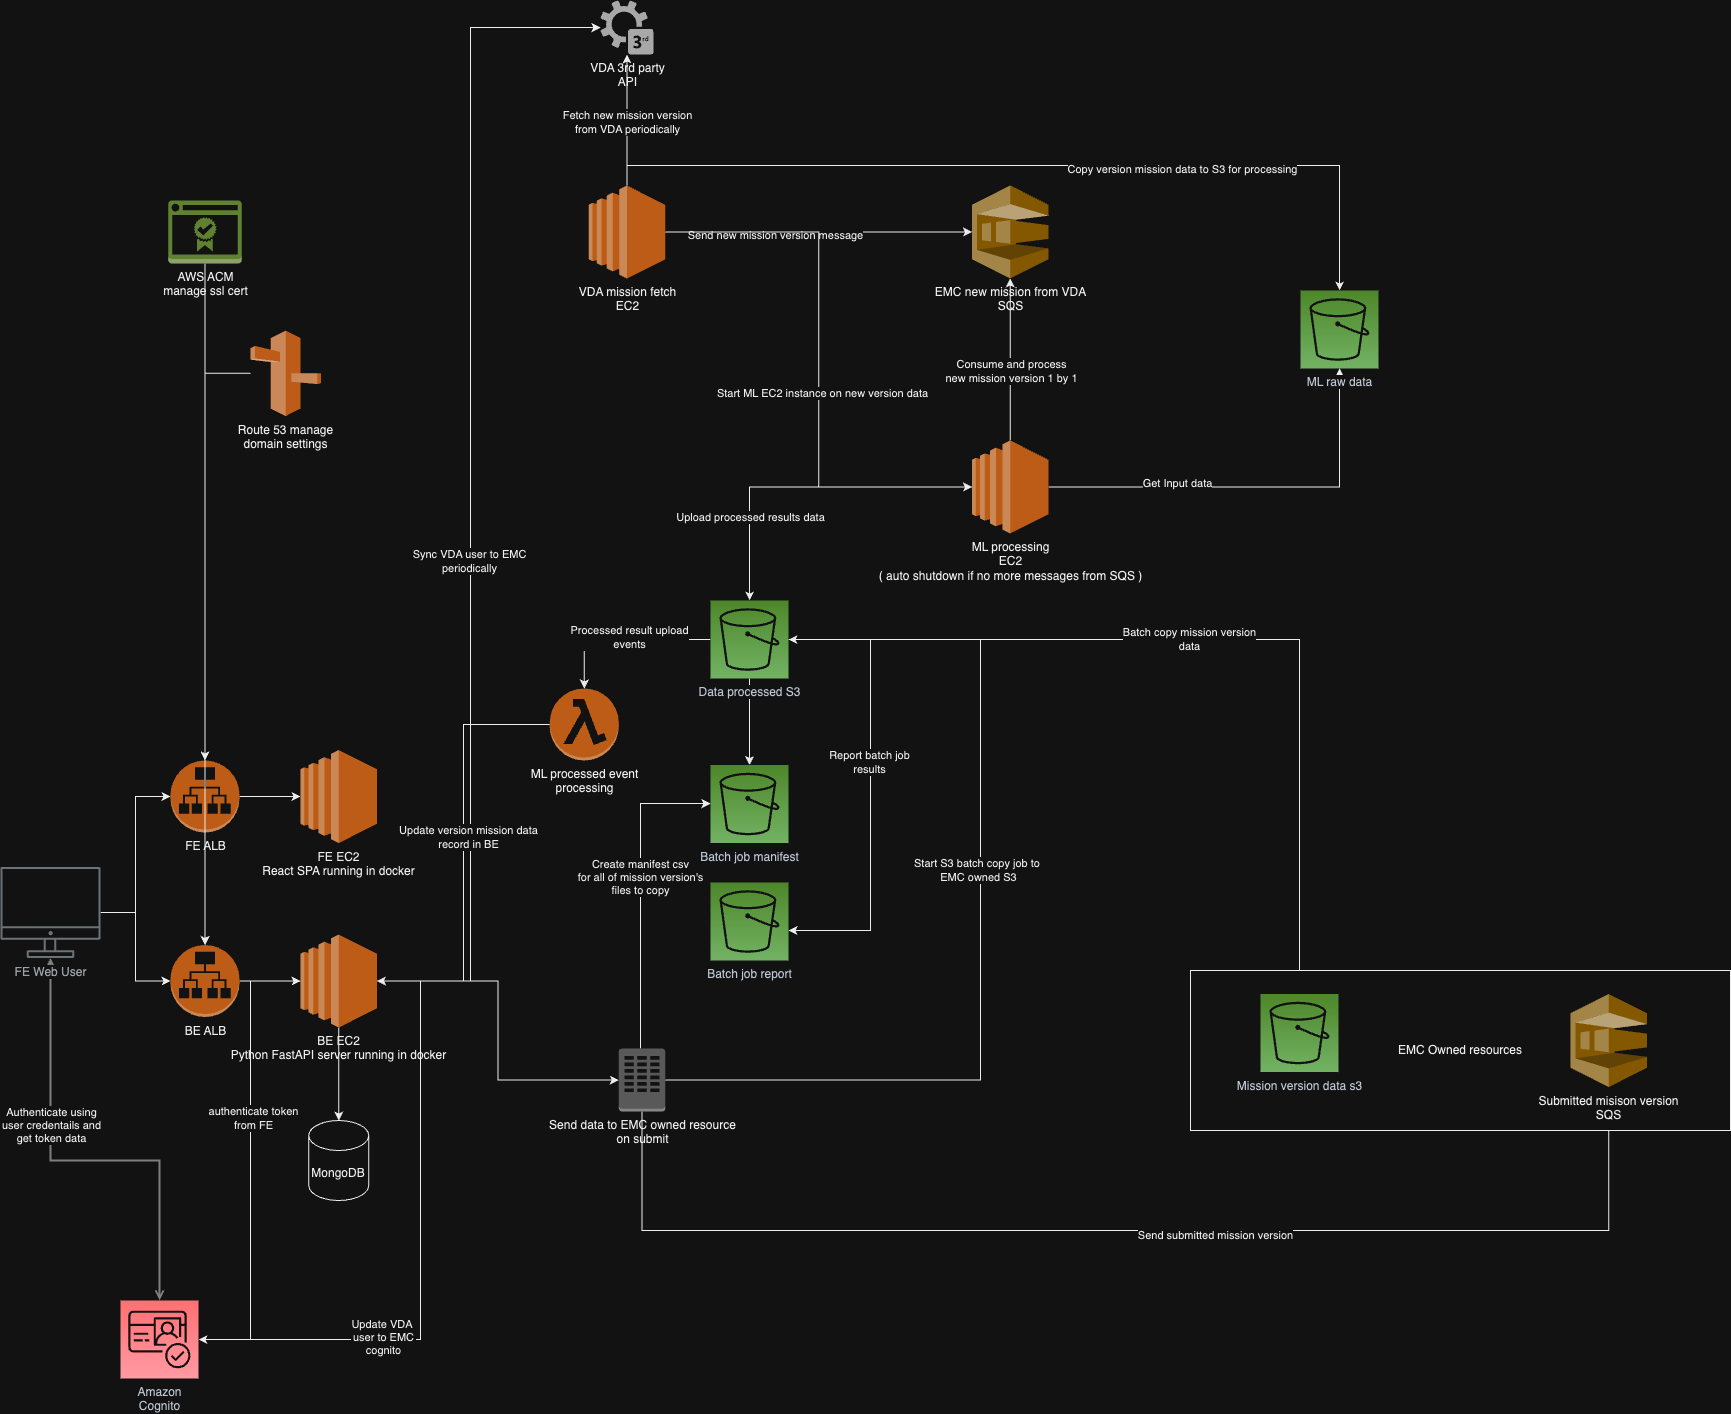 3rd
VDA 3rd party
API
Fetch new mission version
from VDA periodically
Copy version mission data to S3 for processing
AWS ACM
manage ssl cert
Send new mission version message
VDA mission fetch
EC2
EMC new mission from VDA
SQS
ML raw data
Consume and process
new mission version 1 by 1
Start ML EC2 instance on new version data
Route 53 manage
domain settings
Get Input data
Upload processed results data
ML processing
EC2
( auto shutdown if no more messages from SQS )
Sync VDA user to EMC
periodically
Processed result upload
events
Batch copy mission version
data
Data processed S3
Report batch job
results
ML processed event
processing
Update version mission data
record in BE
FE ALB
FE EC2
React SPA running in docker
Batch job manifest
Create manifest csv
for all of mission version's
files to copy
Start S3 batch copy job to
EMC owned S3
FE Web User
Batch job report
BE ALB
BE EC2
Python FastAPI server running in docker
EMC Owned resources
Mission version data s3
Submitted misison version
SQS
Authenticate using
user credentails and
get token data
authenticate token
from FE
Send data to EMC owned resource
on submit
MongoDB
Send submitted mission version
Update VDA
user to EMC
cognito
Amazon
Cognito